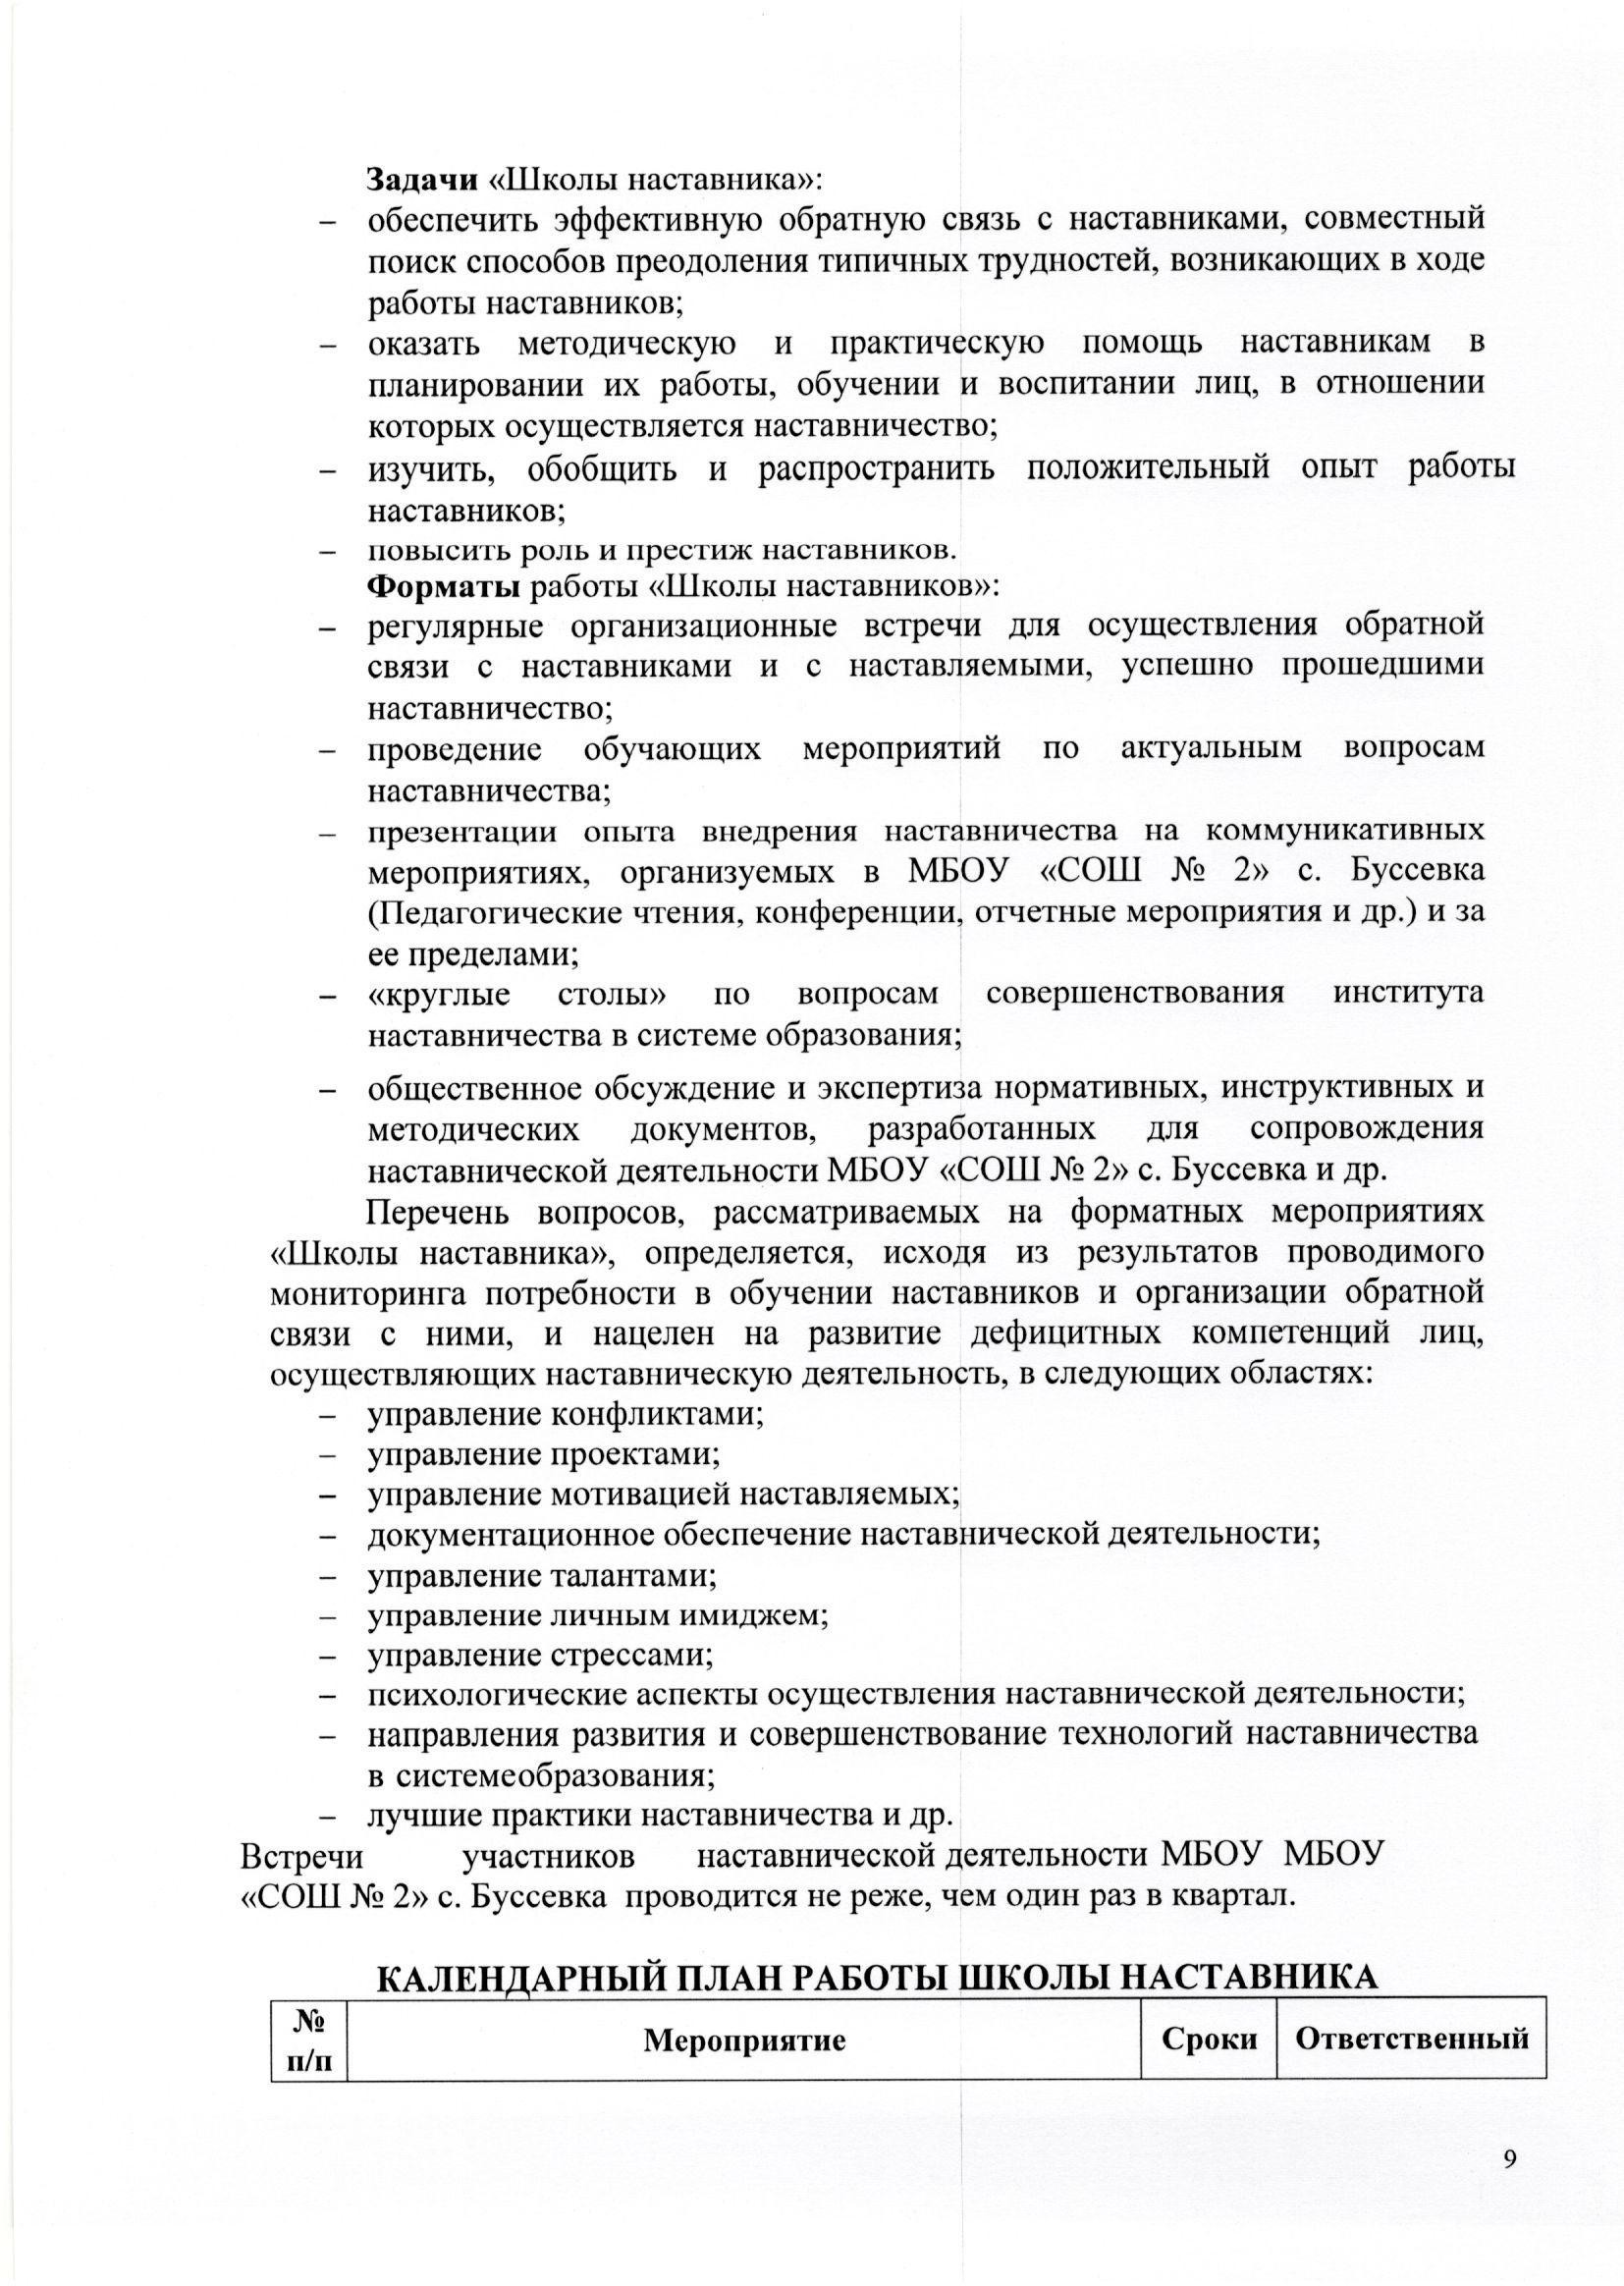 Задачи «Школы наставника»:
– обеспечить эффективную обратную связь с наставниками, совместный
поиск способов преодоления типичных трудностей, возникающих в ходе
работы наставников;
– оказать методическую и практическую помощь наставникам в
планировании их работы, обучении и воспитании лиц, в отношении
которых осуществляется наставничество;
– изучить, обобщить и распространить положительный опыт работы
наставников;
– повысить роль и престиж наставников.
Форматы работы «Школы наставников»:
– регулярные организационные встречи для осуществления обратной
связи с наставниками и с наставляемыми, успешно прошедшими
наставничество;
– проведение обучающих мероприятий по актуальным вопросам
наставничества;
– презентации опыта внедрения наставничества на коммуникативных
мероприятиях, организуемых в МБОУ «СОШ № 2» с. Буссевка
(Педагогические чтения, конференции, отчетные мероприятия и др.) и за
ее пределами;
– «круглые столы» по вопросам совершенствования института
наставничества в системе образования;
– общественное обсуждение и экспертиза нормативных, инструктивных и
методических документов, разработанных для сопровождения
наставнической деятельности МБОУ «СОШ № 2» с. Буссевка и др.
Перечень вопросов, рассматриваемых на форматных мероприятиях
«Школы наставника», определяется, исходя из результатов проводимого
мониторинга потребности в обучении наставников и организации обратной
связи с ними, и нацелен на развитие дефицитных компетенций лиц,
осуществляющих наставническую деятельность, в следующих областях:
– управление конфликтами;
– управление проектами;
– управление мотивацией наставляемых;
– документационное обеспечение наставнической деятельности;
– управление талантами;
– управление личным имиджем;
– управление стрессами;
– психологические аспекты осуществления наставнической деятельности;
– направления развития и совершенствование технологий наставничества
в системеобразования;
– лучшие практики наставничества и др.
Встречи участников наставнической деятельности МБОУ МБОУ
«СОШ № 2» с. Буссевка проводится не реже, чем один раз в квартал.
КАЛЕНДАРНЫЙ ПЛАН РАБОТЫ ШКОЛЫ НАСТАВНИКА
№
п/п
Мероприятие
Сроки
Ответственный
9